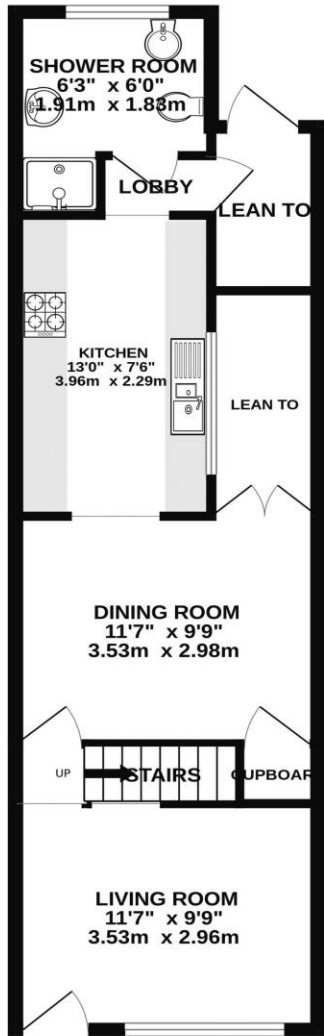 SHOWER ROOM
6'3" x 6'0"
1.91m x 1.83m
LOBBY
LEAN TO
KITCHEN
13'0" x 7'6"
3.96m x 2.29m
LEAN TO
DINING ROOM
11'7" x 9'9"
3.53m x 2.98m
UP
STAIRS
CUPBOARD
LIVING ROOM
11'7" x 9'9"
3.53m x 2.96m